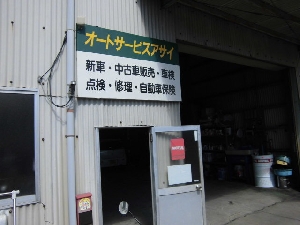 オートサービスアサイ
新車・中古車販売・車検
点検・修理・自動車保険